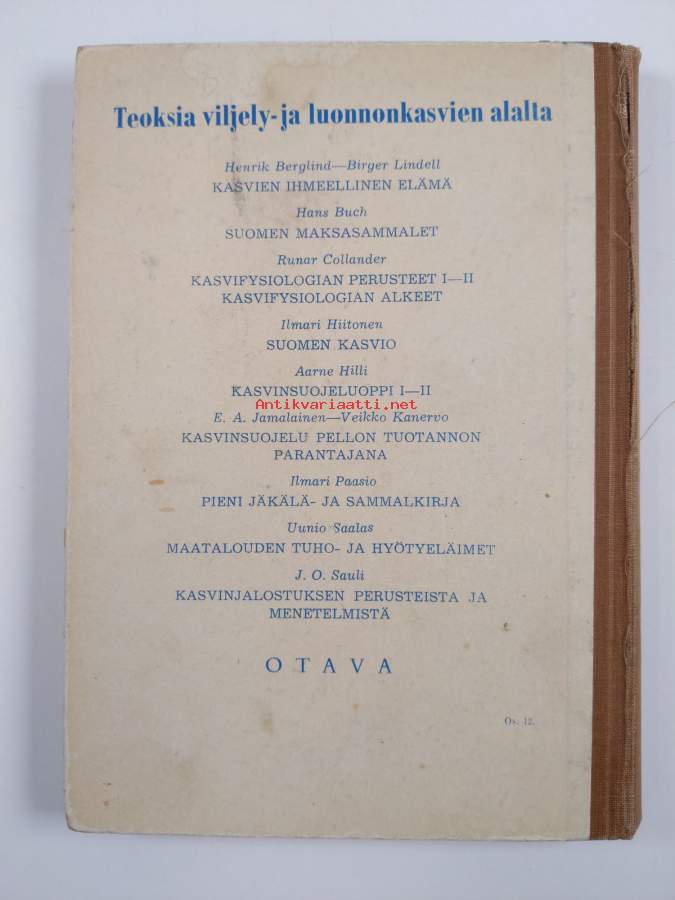 Teoksia viljely- ja luonnonkasvien alalta
Henrik Berglind—Birger Lindell
KASVIEN IHMEELLINEN ELÄMÄ
Hans Buch
SUOMEN MAKSASAMMALET
Runar Collander
KASVIFYSIOLOGIAN PERUSTEET I—II
KASVIFYSIOLOGIAN ALKEET
Ilmari Hiitonen
SUOMEN KASVIO
Aarne Hilli
KASVINSUOJELUOPPI I—II
Antikvariaatti.net
E. A. Jamalainen—Veikko Kanervo
KASVINSUOJELU PELLON TUOTANNON
PARANTAJANA
Ilmari Paasio
PIENI JÄKÄLÄ- JA SAMMALKIRJA
Uunio Saalas
MAATALOUDEN TUHO- JA HYÖTYELÄIMET
J. O. Sauli
KASVINJALOSTUKSEN PERUSTEISTA JA
MENETELMISTÄ
OTAVA
Os. 12.